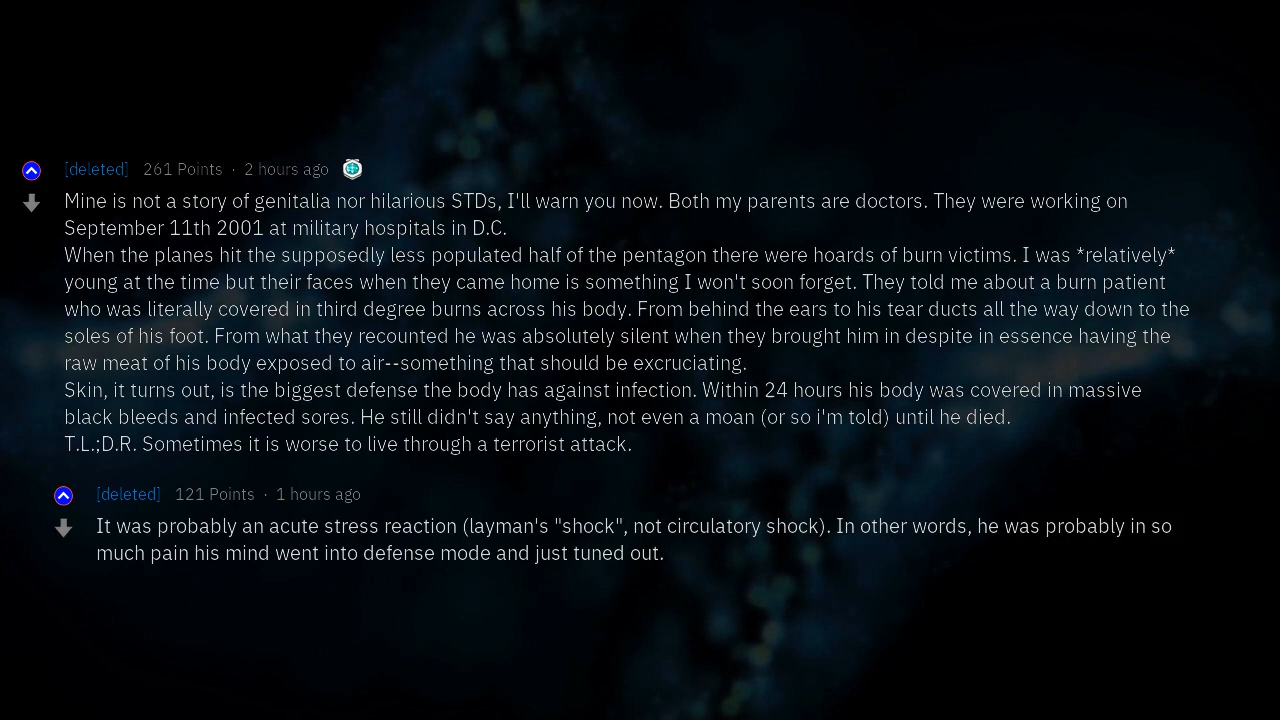 [deleted] 261 Points · 2 hours ago
Mine is not a story of genitalia nor hilarious STDs, I'll warn you now. Both my parents are doctors. They were working on
September 11th 2001 at military hospitals in D.C.
When the planes hit the supposedly less populated half of the pentagon there were hoards of burn victims. I was *relatively*
young at the time but their faces when they came home is something I won't soon forget. They told me about a burn patient
who was literally covered in third degree burns across his body. From behind the ears to his tear ducts all the way down to the
soles of his foot. From what they recounted he was absolutely silent when they brought him in despite in essence having the
raw meat of his body exposed to air--something that should be excruciating.
Skin, it turns out, is the biggest defense the body has against infection. Within 24 hours his body was covered in massive
black bleeds and infected sores. He still didn't say anything, not even a moan (or so i'm told) until he died.
T.L.;D.R. Sometimes it is worse to live through a terrorist attack.
[deleted] 121 Points · 1 hours ago
It was probably an acute stress reaction (layman's "shock", not circulatory shock). In other words, he was probably in so
much pain his mind went into defense mode and just tuned out.